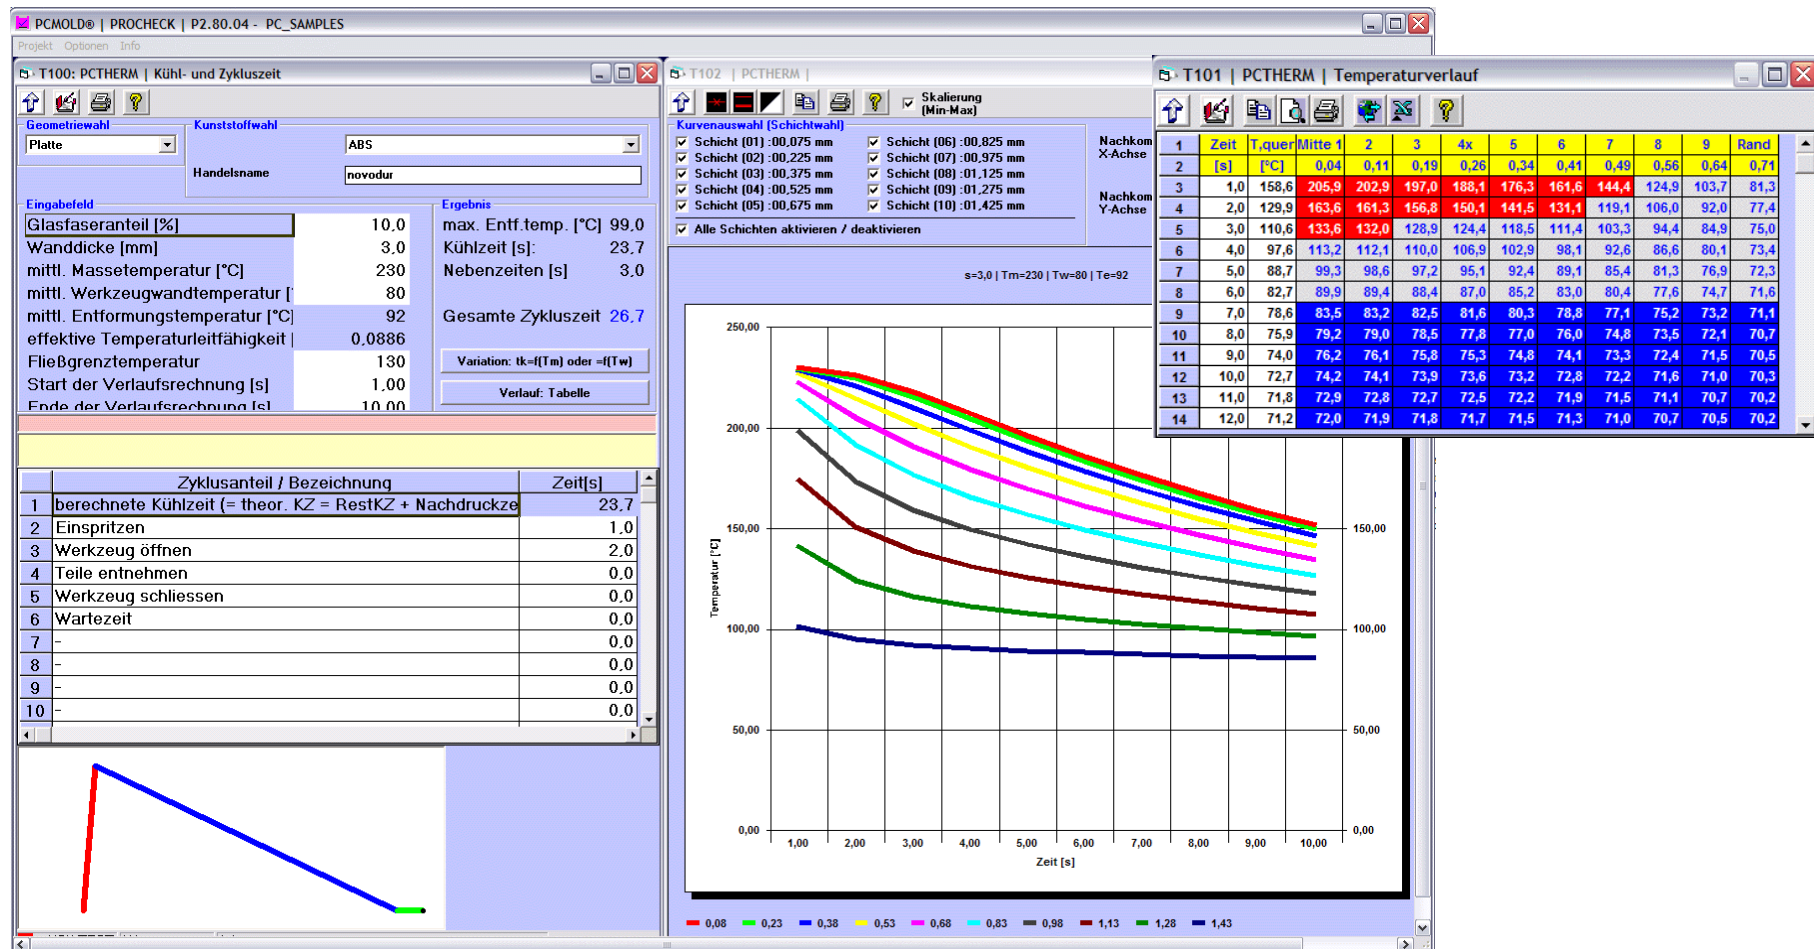 PCMOLD® | PROCHECK | P2.80.04 - PC_SAMPLES
Projekt Optionen Info
T100: PCTHERM | Kühl- und Zykluszeit
Geometriewahl
Platte
Kunststoffwahl
ABS
Handelsname
novodur
Eingabefeld
Glasfaseranteil [%] 10,0
Wanddicke [mm] 3,0
mittl. Massetemperatur [°C] 230
mittl. Werkzeugwandtemperatur [ 80
mittl. Entformungstemperatur [°C] 92
effektive Temperaturleitfähigkeit 0,0886
Fließgrenztemperatur 130
Start der Verlaufsrechnung [s] 1,00
Ende der Verlaufsrechnung [s] 10,00
Ergebnis
max. Entf.temp. [°C] 99,0
Kühlzeit [s]: 23,7
Nebenzeiten [s] 3,0
Gesamte Zykluszeit 26,7
Variation: tk=f(Tm) oder =f(Tw)
Verlauf: Tabelle
Zyklusanteil / Bezeichnung Zeit[s]
1 berechnete Kühlzeit (= theor. KZ = RestKZ + Nachdruckze 23,7
2 Einspritzen 1,0
3 Werkzeug öffnen 2,0
4 Teile entnehmen 0,0
5 Werkzeug schliessen 0,0
6 Wartezeit 0,0
7 - 0,0
8 - 0,0
9 - 0,0
10 - 0,0
T102 | PCTHERM |
Skalierung
(Min-Max)
Kurvenauswahl (Schichtwahl)
Schicht (01) :00,075 mm Schicht (06) :00,825 mm
Schicht (02) :00,225 mm Schicht (07) :00,975 mm
Schicht (03) :00,375 mm Schicht (08) :01,125 mm
Schicht (04) :00,525 mm Schicht (09) :01,275 mm
Schicht (05) :00,675 mm Schicht (10) :01,425 mm
Alle Schichten aktivieren / deaktivieren
Nachkom
X-Achse
Nachkom
Y-Achse
s=3,0 | Tm=230 | Tw=80 | Te=92
250,00
200,00
150,00 150,00
100,00 100,00
50,00 50,00
0,00 0,00
Temperatur [°C]
1,00 2,00 3,00 4,00 5,00 6,00 7,00 8,00 9,00 10,00
Zeit [s]
0,08 0,23 0,38 0,53 0,68 0,83 0,98 1,13 1,28 1,43
T101 | PCTHERM | Temperaturverlauf
1 Zeit T,quer Mitte 1 2 3 4x 5 6 7 8 9 Rand
2 [s] [°C] 0,04 0,11 0,19 0,26 0,34 0,41 0,49 0,56 0,64 0,71
3 1,0 158,6 205,9 202,9 197,0 188,1 176,3 161,6 144,4 124,9 103,7 81,3
4 2,0 129,9 163,6 161,3 156,8 150,1 141,5 131,1 119,1 106,0 92,0 77,4
5 3,0 110,6 133,6 132,0 128,9 124,4 118,5 111,4 103,3 94,4 84,9 75,0
6 4,0 97,6 113,2 112,1 110,0 106,9 102,9 98,1 92,6 86,6 80,1 73,4
7 5,0 88,7 99,3 98,6 97,2 95,1 92,4 89,1 85,4 81,3 76,9 72,3
8 6,0 82,7 89,9 89,4 88,4 87,0 85,2 83,0 80,4 77,6 74,7 71,6
9 7,0 78,6 83,5 83,2 82,5 81,6 80,3 78,8 77,1 75,2 73,2 71,1
10 8,0 75,9 79,2 79,0 78,5 77,8 77,0 76,0 74,8 73,5 72,1 70,7
11 9,0 74,0 76,2 76,1 75,8 75,3 74,8 74,1 73,3 72,4 71,5 70,5
12 10,0 72,7 74,2 74,1 73,9 73,6 73,2 72,8 72,2 71,6 71,0 70,3
13 11,0 71,8 72,9 72,8 72,7 72,5 72,2 71,9 71,5 71,1 70,7 70,2
14 12,0 71,2 72,0 71,9 71,8 71,7 71,5 71,3 71,0 70,7 70,5 70,2